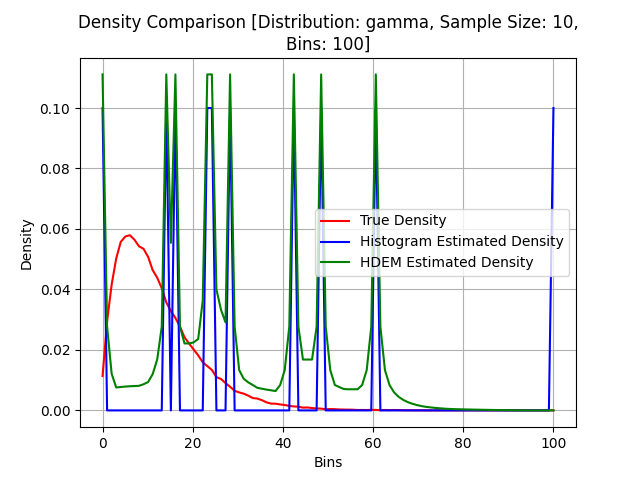 Density Comparison [Distribution: gamma, Sample Size: 10,
Bins: 100]
Density
0.10
0.08
0.06
0.04
0.02
0.00
True Density
Histogram Estimated Density
HDEM Estimated Density
0 20 40 60 80 100
Bins